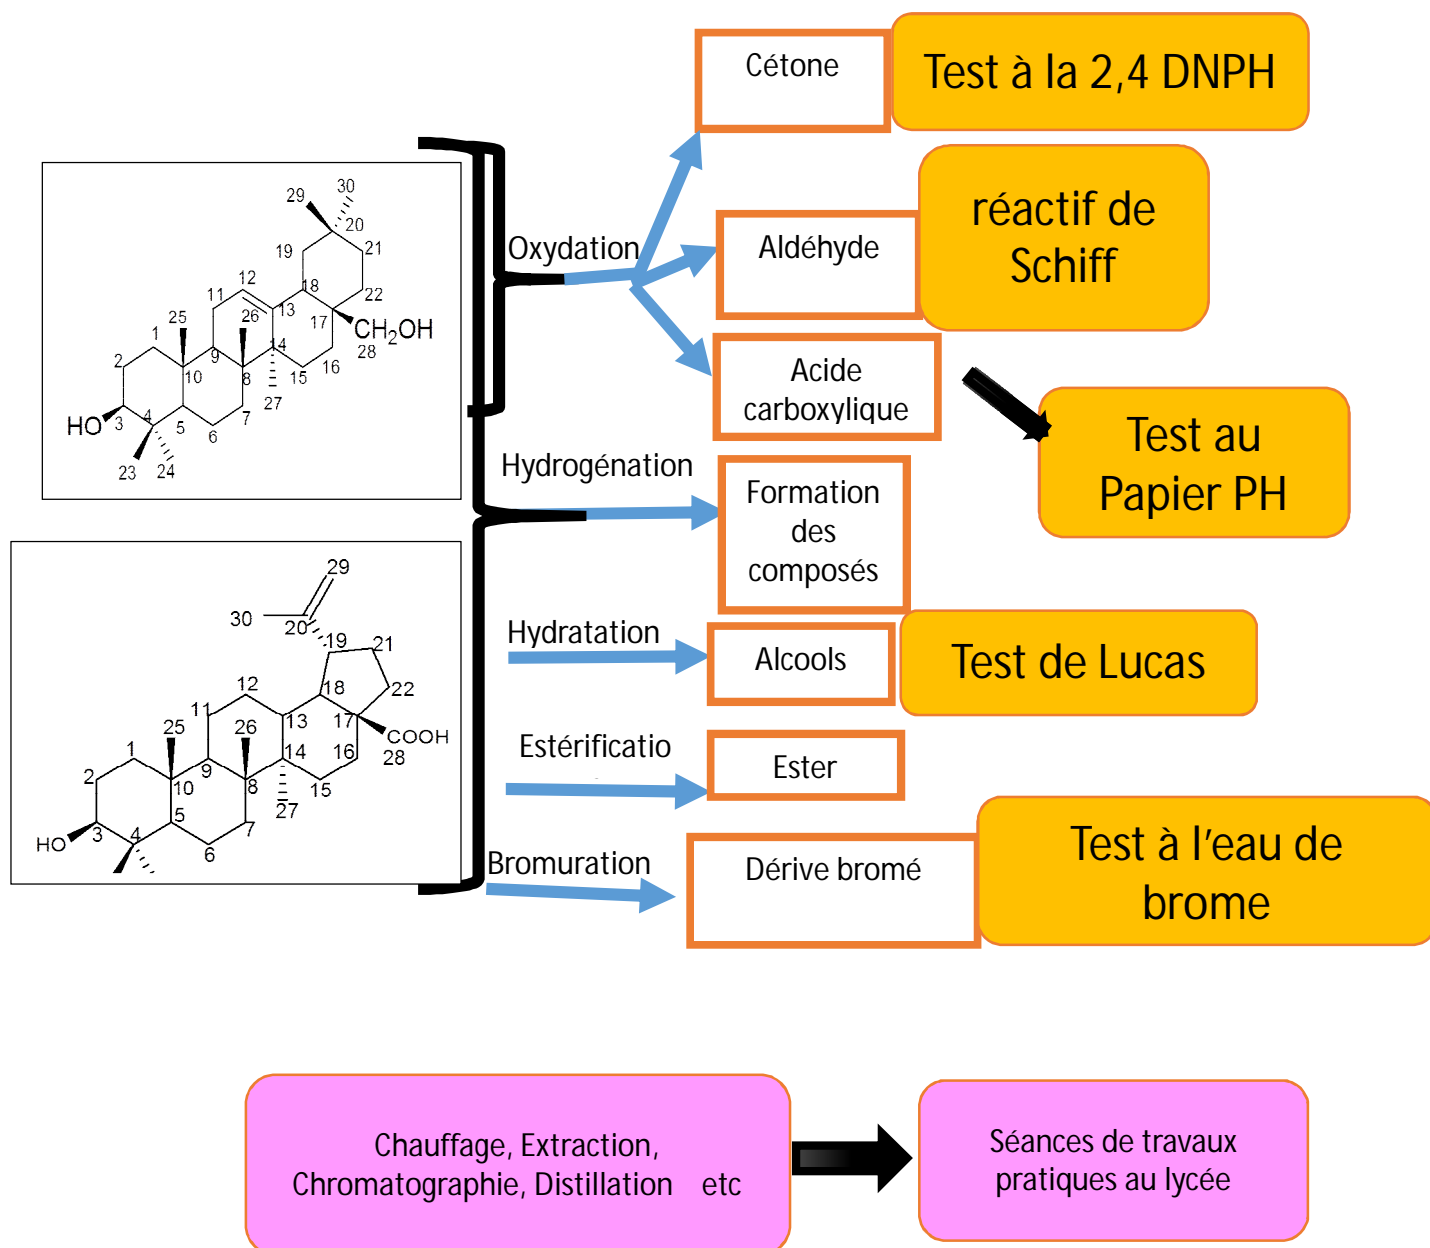 Cétone
Test à la 2,4 DNPH
29
30
20
19
21
Oxydation
Aldéhyde
réactif de
Schiff
12
18
11
22
13
25
26
17
CH2OH
1
28
14
2
9
16
15
10
8
27
7
HO
3
4
5
6
23
24
Acide
carboxylique
Test au
Papier PH
Hydrogénation
Formation
des
composés
29
30
20
19
21
Hydratation
Alcools
Test de Lucas
12
18
22
11
13
17
25
26
COOH
1
14
16
28
2
9
10
8
15
27
5
7
HO
3
4
6
Estérificatio
Ester
Bromuration
Dérive bromé
Test à l'eau de
brome
Chauffage, Extraction,
Chromatographie, Distillation etc
Séances de travaux
pratiques au lycée